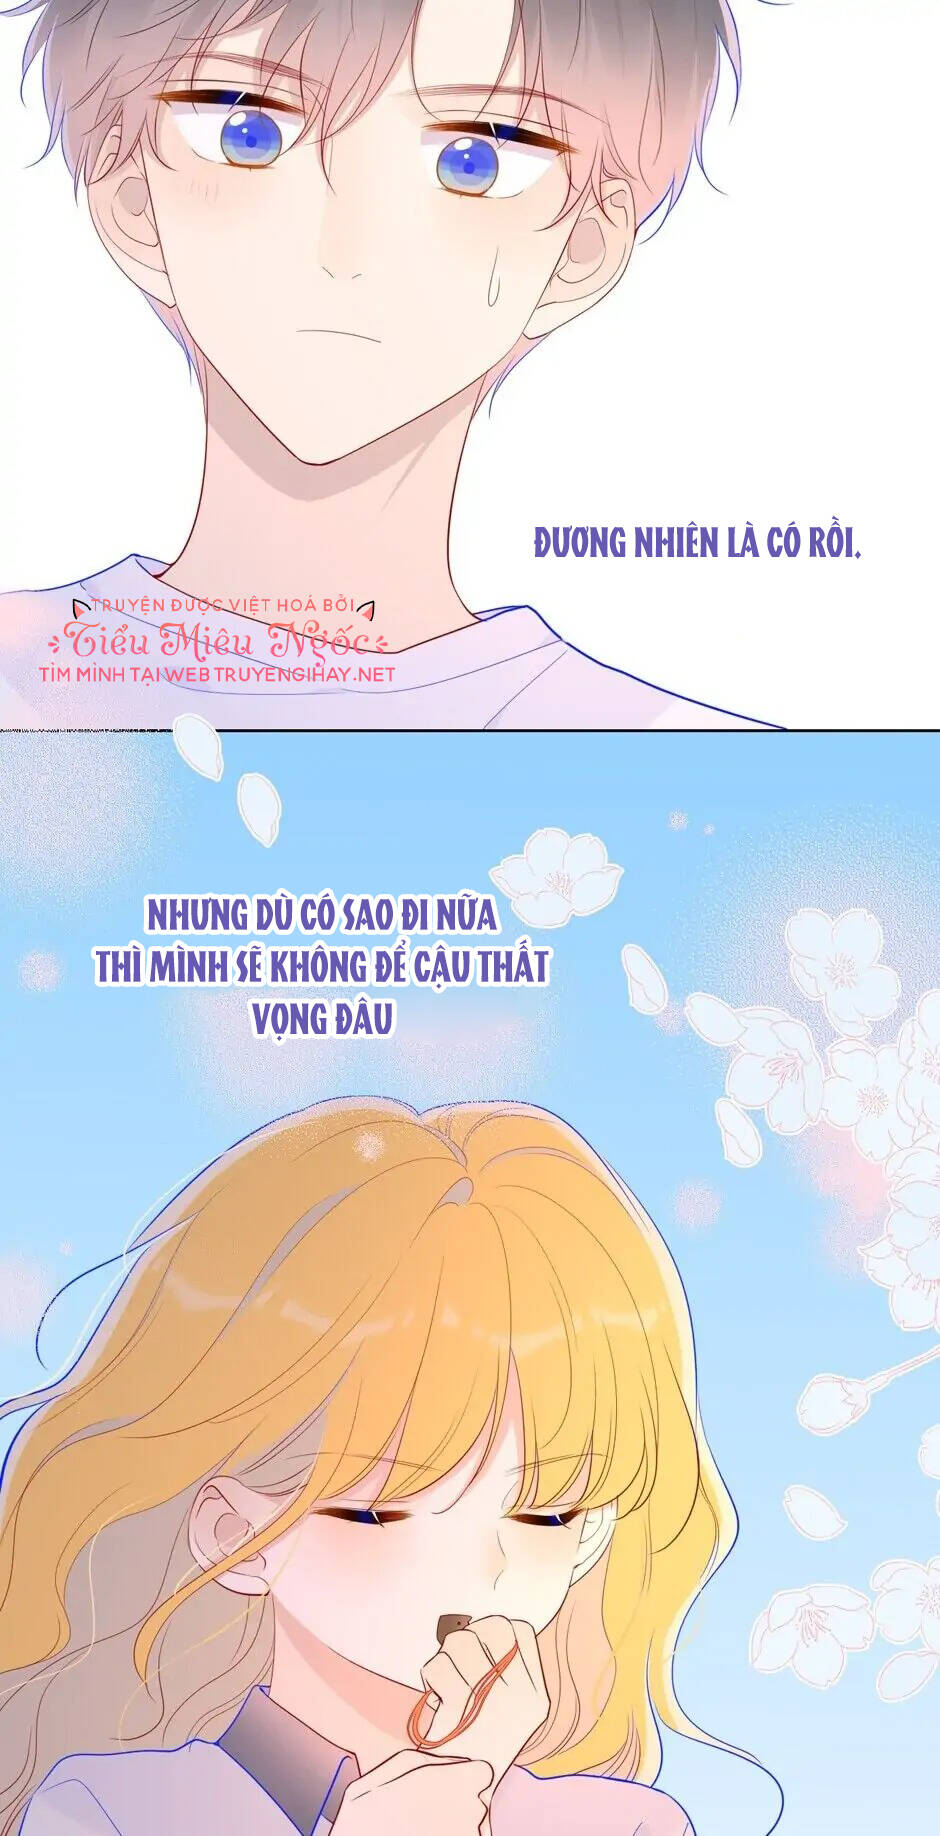 ĐƯƠNG NHIÊN LÀ CÓ RỒI.
TRUYỆN ĐƯỢC VIỆT HOÁ BỞI
Tiểu Miêu Ngốc
TÌM MÌNH TẠI WEB TRUYENGIHAY.NET
NHƯNG DÙ CÓ SAO ĐI NỮA
THÌ MÌNH SẼ KHÔNG ĐỂ CẬU THẤT
VỌNG ĐÂU